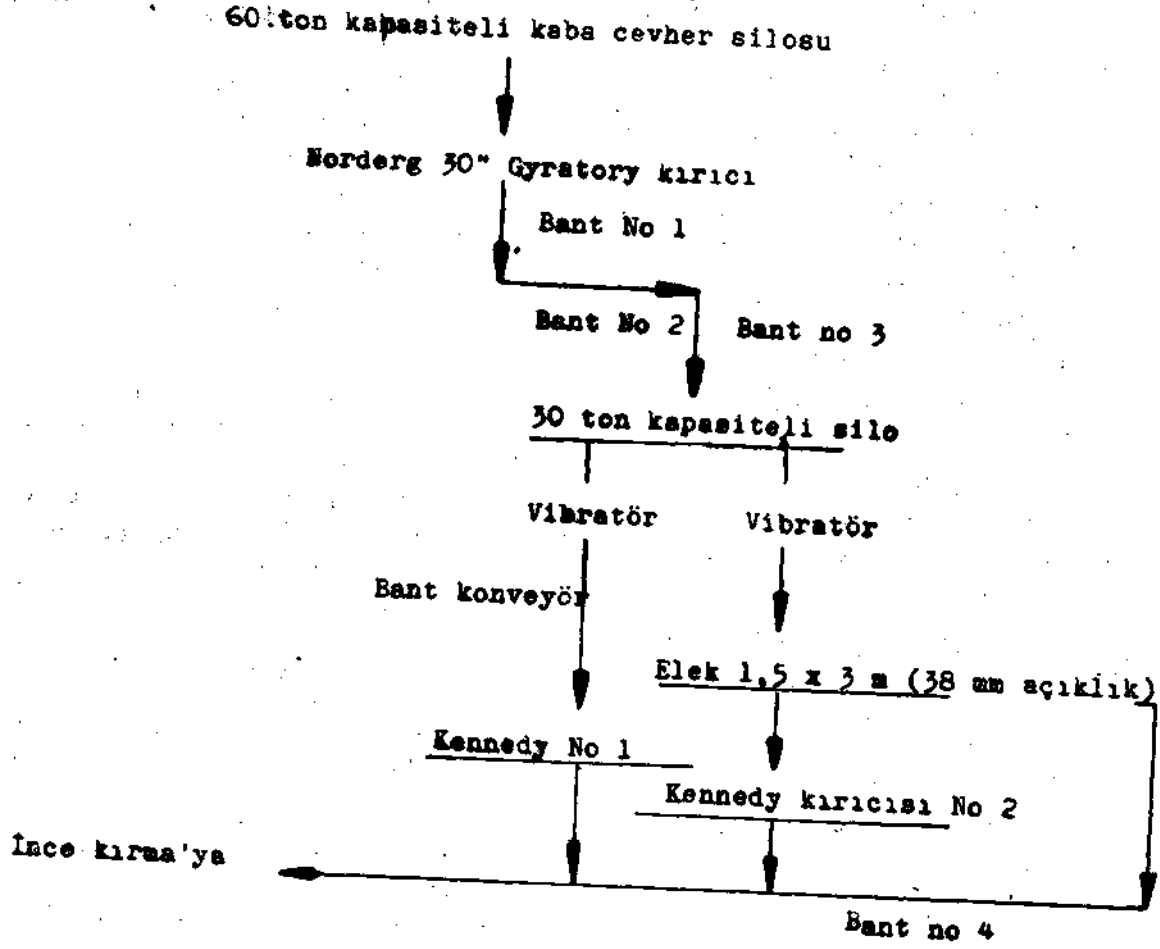 60 ton kapasiteli kaba cevher silosu
Norderg 30" Gyratory kırıcı
Bant No 1
Bant No 2 Bant no 3
30 ton kapasiteli silo
Vibratör Vibratör
Bant konveyör
Elek 1,5 x 3 m (38 mm açıklık)
Kennedy No 1
Kennedy kırıcısı No 2
İnce kırma'ya
Bant no 4